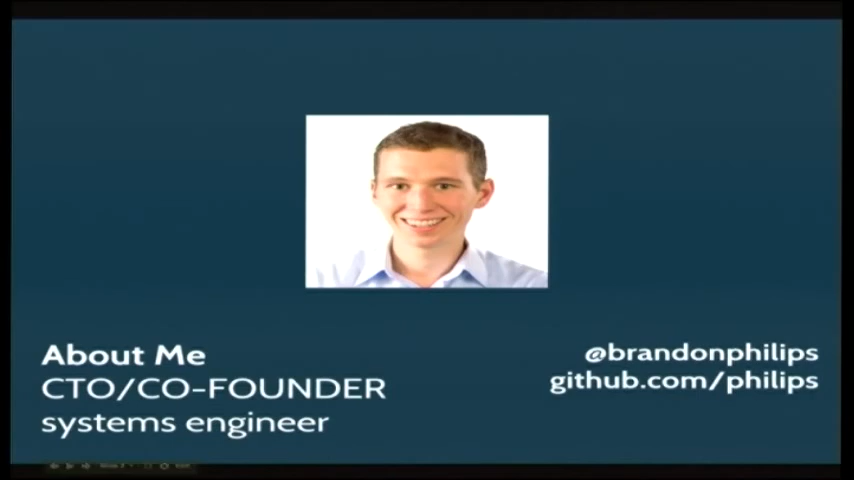 About Me
CTO/CO-FOUNDER
systems engineer
@brandonphilips
github.com/philips